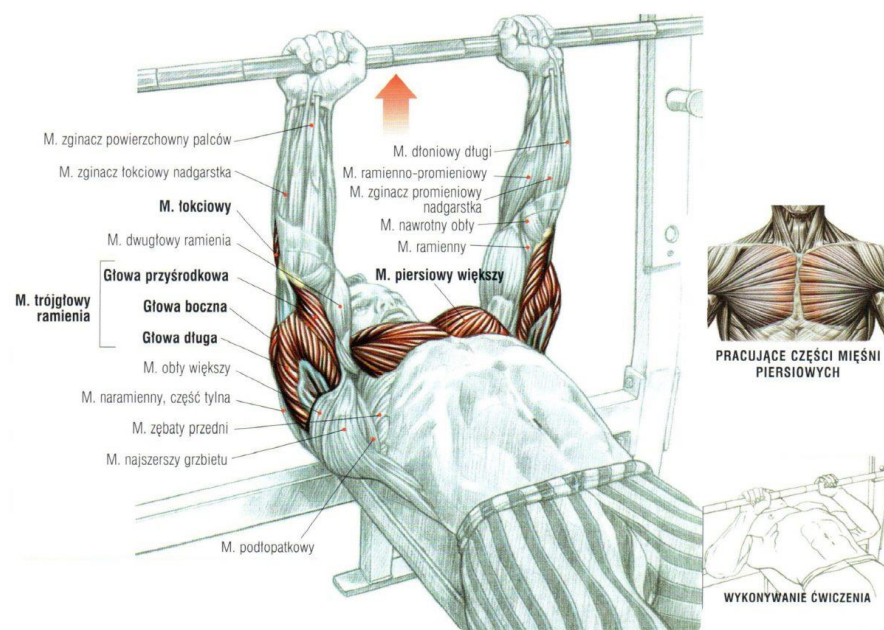 M. zginacz powierzchowny palców
M. zginacz łokciowy nadgarstka
M. łokciowy
M. dwugłowy ramienia
Głowa przyśrodkowa
M. trójgłowy
ramienia
Głowa boczna
Głowa długa
M. obły większy
M. naramienny, część tylna
M. zębaty przedni
M. najszerszy grzbietu
M. podłopatkowy
M. dłoniowy długi
M. ramienno-promieniowy
M. zginacz promieniowy
nadgarstka
M. nawrotny obły
M. ramienny
M. piersiowy większy
PRACUJĄCE CZĘŚCI MIĘŚNI
PIERSIOWYCH
WYKONYWANIE ĆWICZENIA